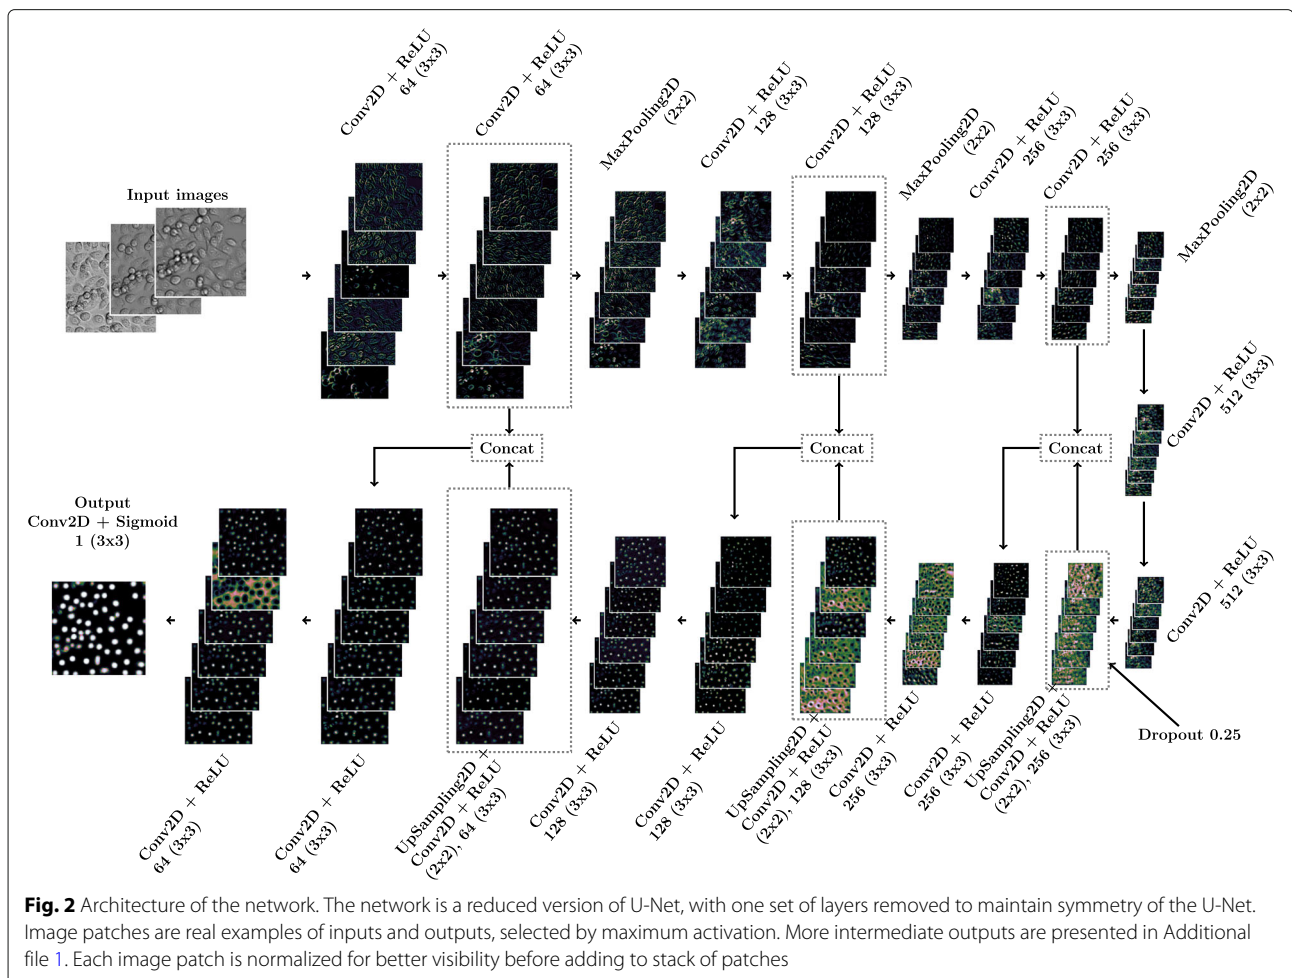 Conv2D + ReLU
64 (3x3)
Conv2D + ReLU
64 (3x3)
MaxPooling2D
(2x2)
Conv2D + ReLU
128 (3x3)
Conv2D + ReLU
128 (3x3)
MaxPooling2D
(2x2)
Conv2D + ReLU
256 (3x3)
Conv2D + ReLU
256 (3x3)
MaxPooling2D
(2x2)
Input images
Conv2D + ReLU
512 (3x3)
Concat
Concat
Concat
Output
Conv2D + Sigmoid
1 (3x3)
Conv2D + ReLU
512 (3x3)
Dropout 0.25
Conv2D + ReLU
64 (3x3)
Conv2D + ReLU
64 (3x3)
UpSampling2D +
Conv2D + ReLU
(2x2), 64 (3x3)
Conv2D + ReLU
128 (3x3)
Conv2D + ReLU
128 (3x3)
UpSampling2D +
Conv2D + ReLU
(2x2), 128 (3x3)
Conv2D + ReLU
256 (3x3)
Conv2D + ReLU
256 (3x3)
UpSampling2D +
Conv2D + ReLU
(2x2), 256 (3x3)
Fig. 2 Architecture of the network. The network is a reduced version of U-Net, with one set of layers removed to maintain symmetry of the U-Net.
Image patches are real examples of inputs and outputs, selected by maximum activation. More intermediate outputs are presented in Additional
file 1. Each image patch is normalized for better visibility before adding to stack of patches